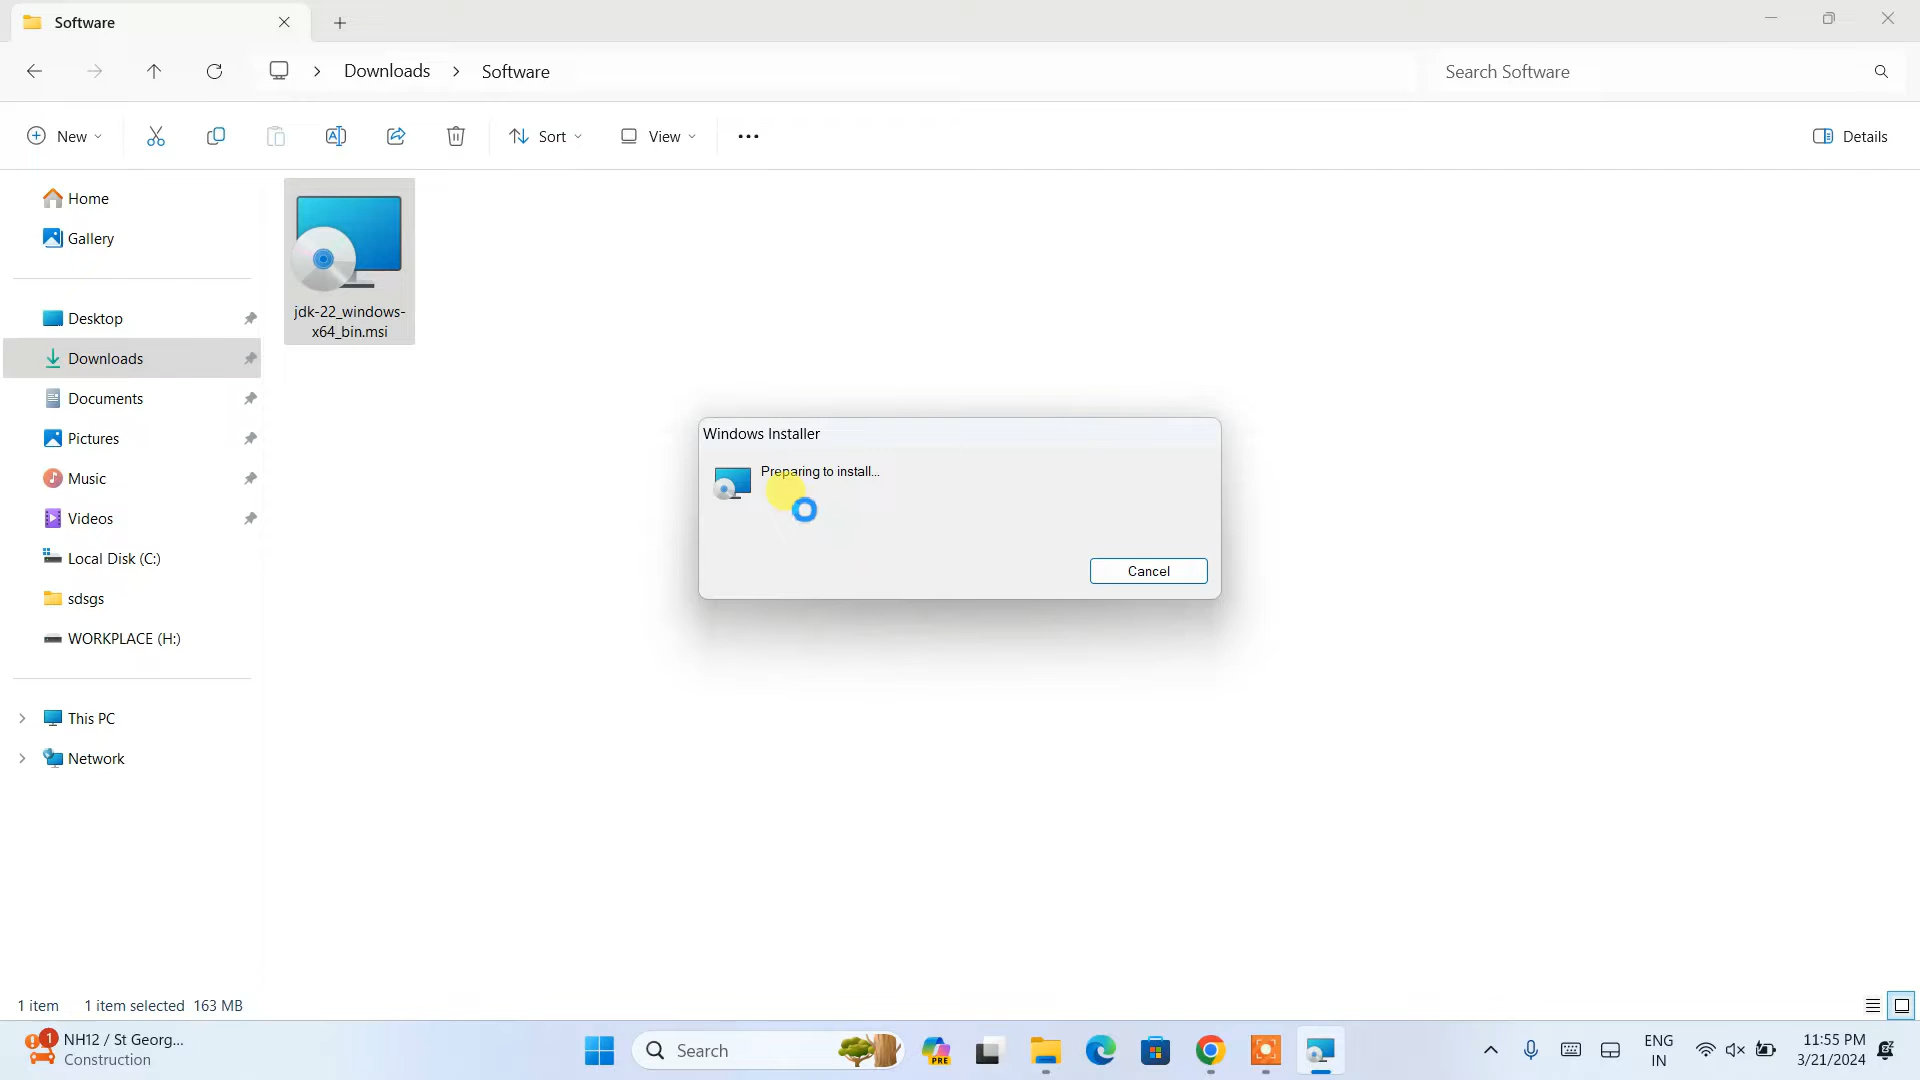 Software
Downloads
Software
Search Software
New
Sort
View
Details
Home
Gallery
Desktop
Downloads
Documents
Pictures
Music
Videos
Local Disk (C:)
sdsgs
WORKPLACE (H:)
This PC
Network
jdk-22_windows-
x64_bin.msi
Windows Installer
Preparing to install...
Cancel
1 item
1 item selected 163 MB
1
NH12 / St Georg...
Construction
Search
PRE
ENG
IN
11:55 PM
3/21/2024